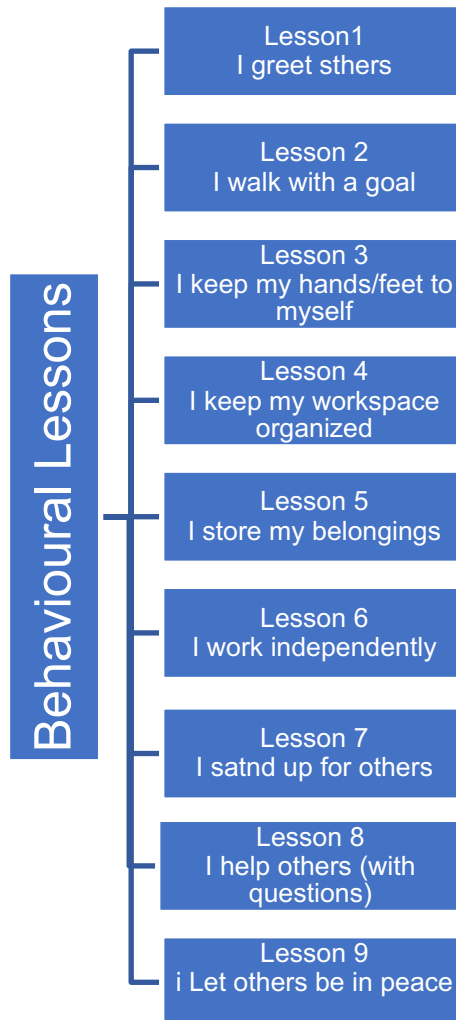 Behavioural Lessons
Lesson1
I greet sthers
Lesson 2
I walk with a goal
Lesson 3
I keep my hands/feet to
myself
Lesson 4
I keep my workspace
organized
Lesson 5
I store my belongings
Lesson 6
I work independently
Lesson 7
I satnd up for others
Lesson 8
I help others (with
questions)
Lesson 9
i Let others be in peace